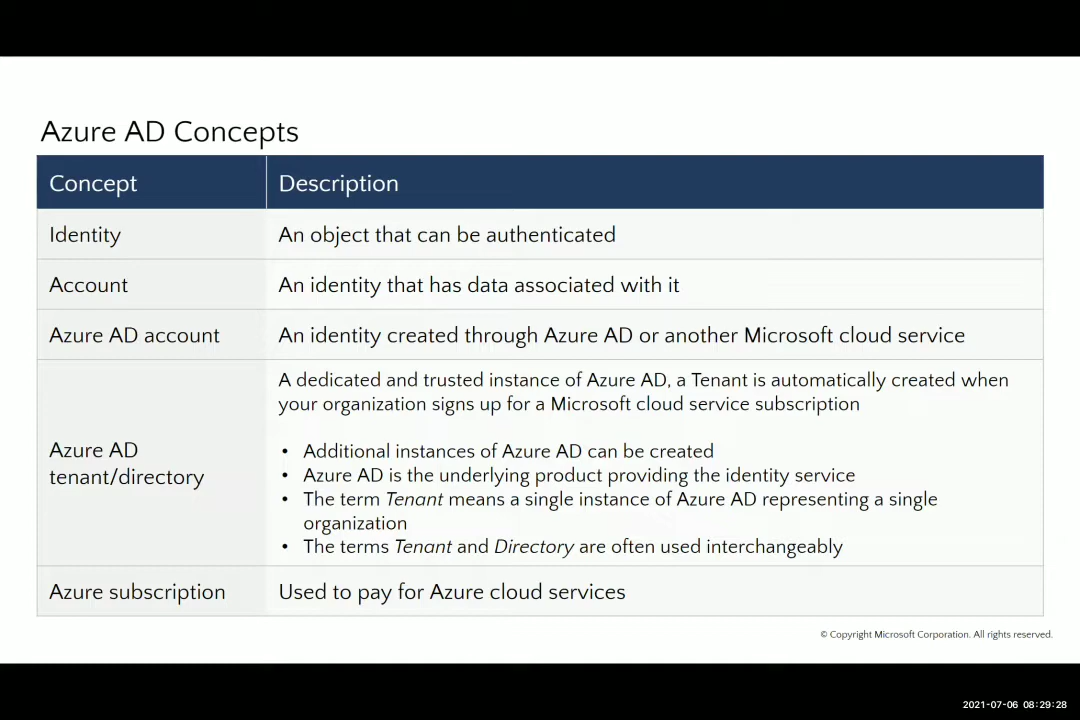 Azure AD Concepts
Concept
Description
Identity
An object that can be authenticated
Account
An identity that has data associated with it
Azure AD account
An identity created through Azure AD or another Microsoft cloud service
Azure AD
tenant/directory
A dedicated and trusted instance of Azure AD, a Tenant is automatically created when
your organization signs up for a Microsoft cloud service subscription
• Additional instances of Azure AD can be created
• Azure AD is the underlying product providing the identity service
• The term Tenant means a single instance of Azure AD representing a single
organization
• The terms Tenant and Directory are often used interchangeably
Azure subscription
Used to pay for Azure cloud services
© Copyright Microsoft Corporation. All rights reserved.
2021-07-06 08:29:28